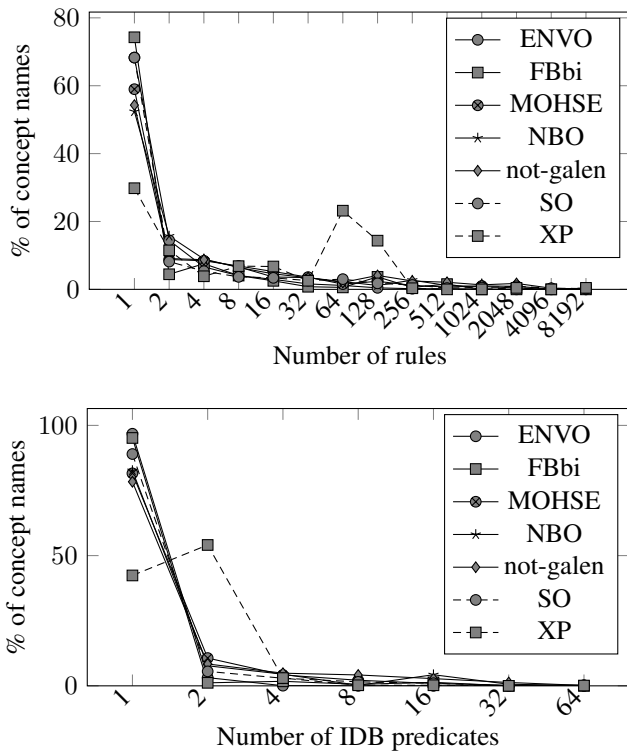 80
60
40
20
0
% of concept names
1 2 4 8 16 32 64 128 256 512 1024 2048 4096 8192
Number of rules
ENVO
FBbi
MOHSE
NBO
not-galen
SO
XP
100
50
0
% of concept names
1 2 4 8 16 32 64
Number of IDB predicates
ENVO
FBbi
MOHSE
NBO
not-galen
SO
XP